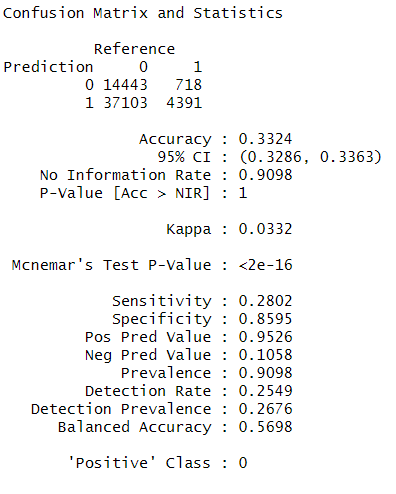 Confusion Matrix and Statistics
Reference
Prediction 0 1
0 14443 718
1 37103 4391
Accuracy : 0.3324
95% CI : (0.3286, 0.3363)
No Information Rate : 0.9098
P-Value [Acc > NIR] : 1
Kappa : 0.0332
Mcnemar's Test P-Value : <2e-16
Sensitivity : 0.2802
Specificity : 0.8595
Pos Pred Value : 0.9526
Neg Pred Value : 0.1058
Prevalence : 0.9098
Detection Rate : 0.2549
Detection Prevalence : 0.2676
Balanced Accuracy : 0.5698
'Positive' Class : 0